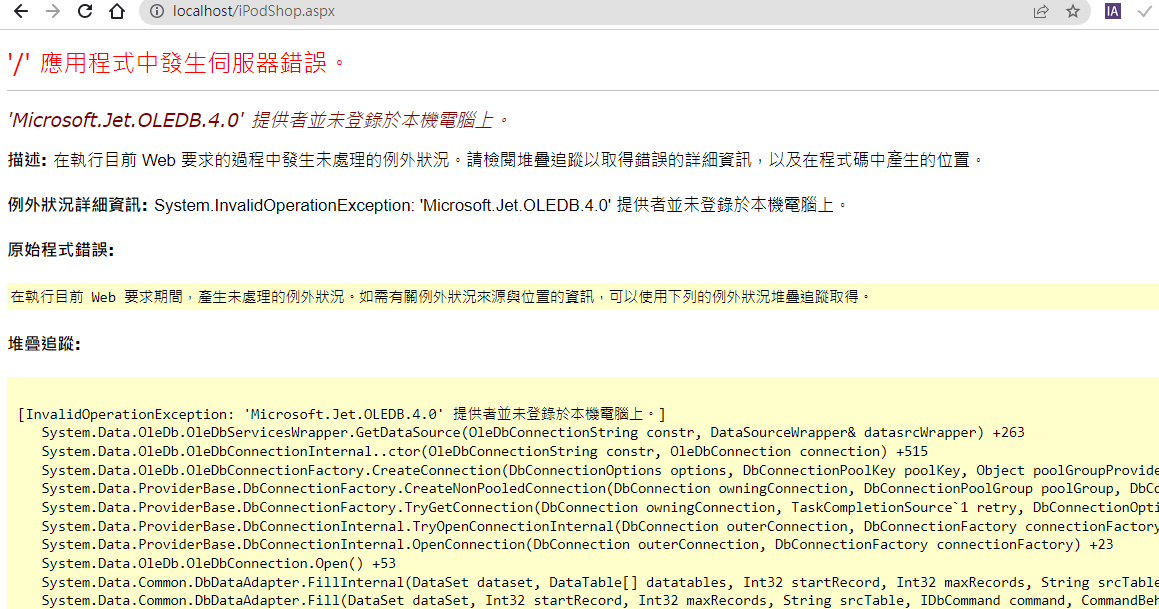 localhost/iPodShop.aspx
IA
'/' 應用程式中發生伺服器錯誤。
'Microsoft.Jet.OLEDB.4.0' 提供者並未登錄於本機電腦上。
描述: 在執行目前 Web 要求的過程中發生未處理的例外狀況。請檢閱堆疊追蹤以取得錯誤的詳細資訊，以及在程式碼中產生的位置。
例外狀況詳細資訊: System.InvalidOperationException: 'Microsoft.Jet.OLEDB.4.0' 提供者並未登錄於本機電腦上。
原始程式錯誤:
在執行目前 Web 要求期間，產生未處理的例外狀況。如需有關例外狀況來源與位置的資訊，可以使用下列的例外狀況堆疊追蹤取得。
堆疊追蹤:
[InvalidOperationException: 'Microsoft.Jet.OLEDB.4.0' 提供者並未登錄於本機電腦上。]
System.Data.OleDb.OleDbServicesWrapper.GetDataSource(OleDbConnectionString constr, DataSourceWrapper& datasrcWrapper) +263
System.Data.OleDb.OleDbConnectionInternal..ctor(OleDbConnectionString constr, OleDbConnection connection) +515
System.Data.OleDb.OleDbConnectionFactory.CreateConnection(DbConnectionOptions options, DbConnectionPoolKey poolKey, Object poolGroupProvide
System.Data.ProviderBase.DbConnectionFactory.CreateNonPooledConnection(DbConnection owningConnection, DbConnectionPoolGroup poolGroup, DbCo
System.Data.ProviderBase.DbConnectionFactory.TryGetConnection(DbConnection owningConnection, TaskCompletionSource`1 retry, DbConnectionOpti
System.Data.ProviderBase.DbConnectionInternal.TryOpenConnectionInternal(DbConnection outerConnection, DbConnectionFactory connectionFactory
System.Data.ProviderBase.DbConnectionInternal.OpenConnection(DbConnection outerConnection, DbConnectionFactory connectionFactory) +23
System.Data.OleDb.OleDbConnection.Open() +53
System.Data.Common.DbDataAdapter.FillInternal(DataSet dataset, DataTable[] datatables, Int32 startRecord, Int32 maxRecords, String srcTable
System.Data.Common.DbDataAdapter.Fill(DataSet dataSet, Int32 startRecord, Int32 maxRecords, String srcTable, IDbCommand command, CommandBeh